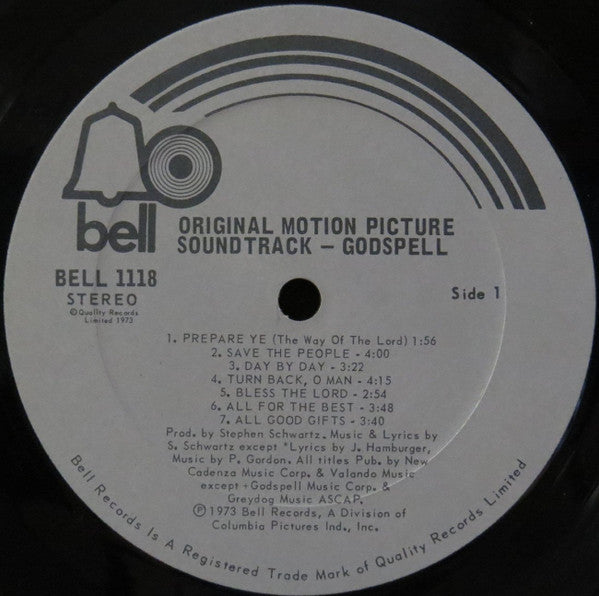 bell
ORIGINAL MOTION PICTURE
SOUNDTRACK – GODSPELL
BELL 1118
STEREO
© Quality Records
Limited 1973
Side 1
1. PREPARE YE (The Way Of The Lord) 1:56
2. SAVE THE PEOPLE - 4:00
3. DAY BY DAY - 3:22
4. TURN BACK, O MAN - 4:15
5. BLESS THE LORD - 2:54
6. ALL FOR THE BEST - 3:48
7. ALL GOOD GIFTS - 3:40
Prod. by Stephen Schwartz. Music & Lyrics by
S. Schwartz except *Lyrics by J. Hamburger,
Music by P. Gordon. All titles Pub. by New
Cadenza Music Corp. & Valando Music
except +Godspell Music Corp. &
Greydog Music ASCAP.
℗ 1973 Bell Records, A Division of
Columbia Pictures Ind., Inc.
Bell Records Is A Registered Trade Mark of Quality Records Limited